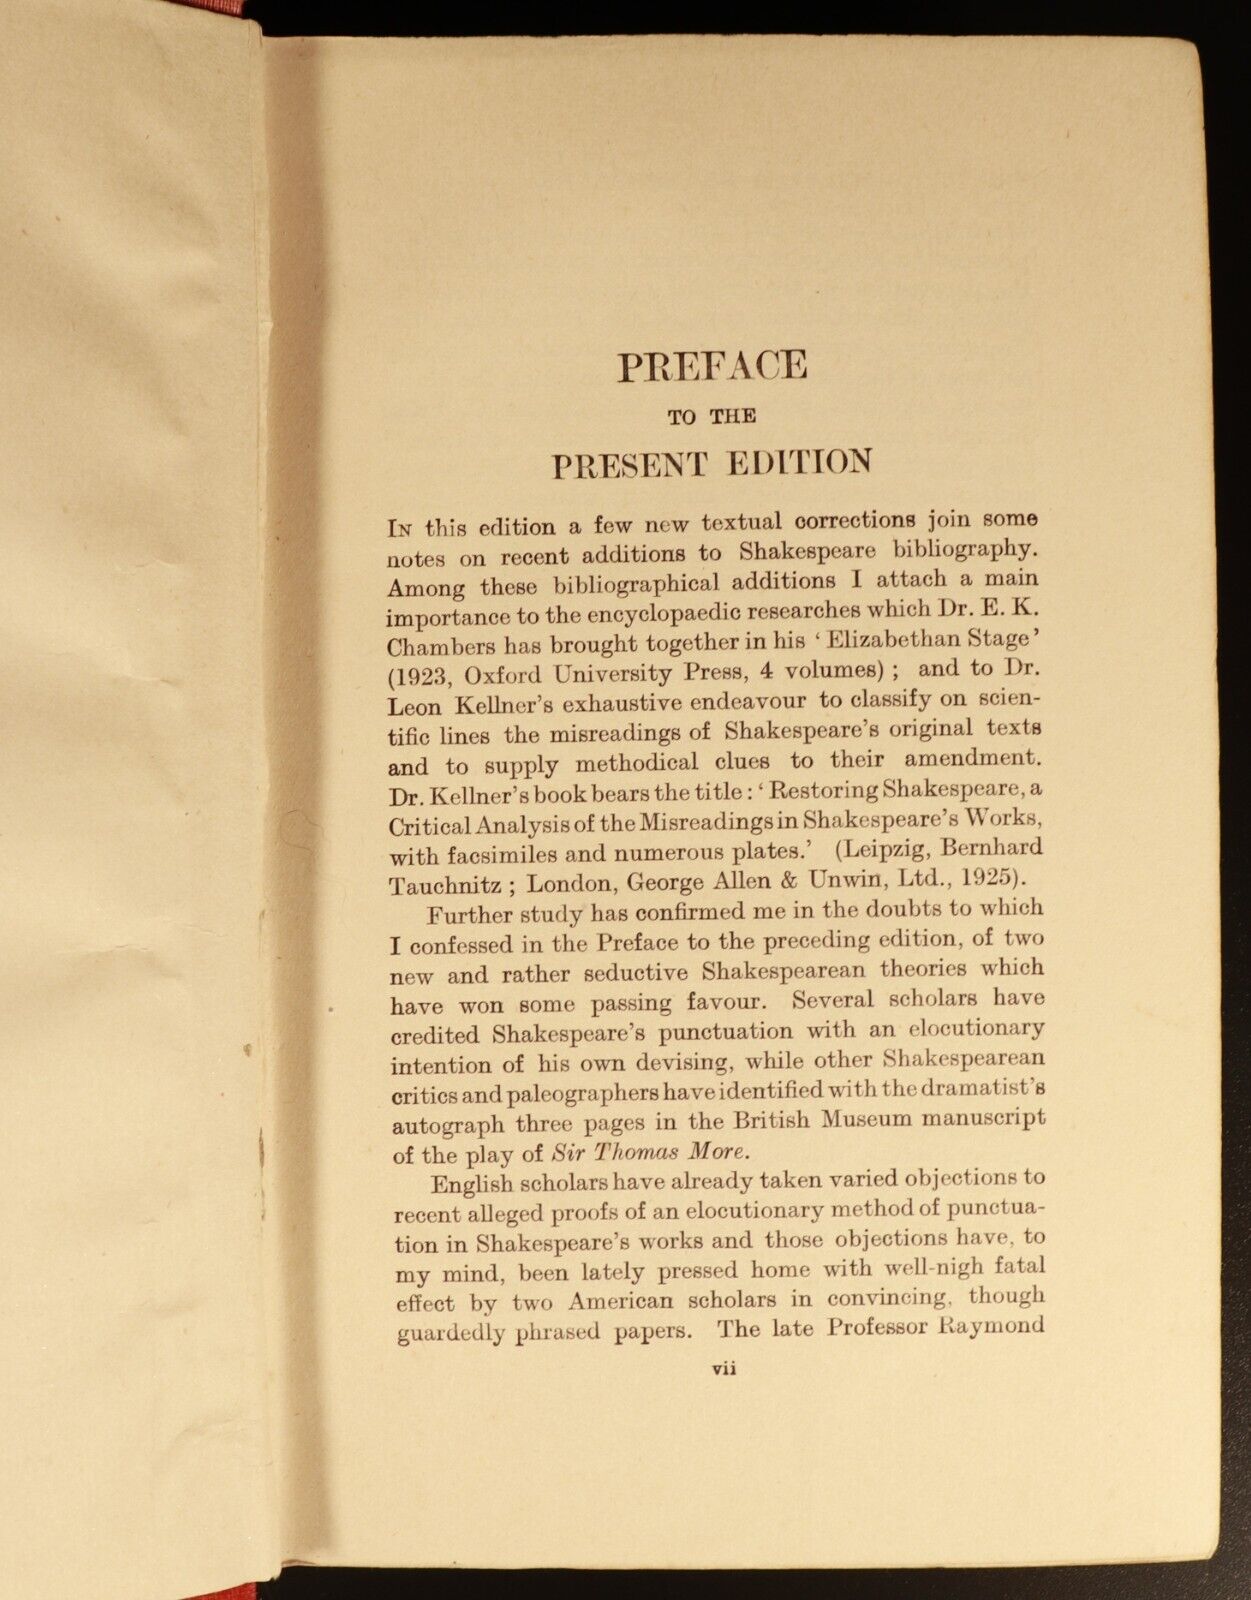 PREFACE
TO THE
PRESENT EDITION
IN this edition a few new textual corrections join some
notes on recent additions to Shakespeare bibliography.
Among these bibliographical additions I attach a main
importance to the encyclopaedic researches which Dr. E. K.
Chambers has brought together in his ‘ Elizabethan Stage’
(1923, Oxford University Press, 4 volumes) ; and to Dr.
Leon Kellner's exhaustive endeavour to classify on scien-
tific lines the misreadings of Shakespeare's original texts
and to supply methodical clues to their amendment.
Dr. Kellner's book bears the title: ‘ Restoring Shakespeare, a
Critical Analysis of the Misreadings in Shakespeare's Works,
with facsimiles and numerous plates.’ (Leipzig, Bernhard
Tauchnitz ; London, George Allen & Unwin, Ltd., 1925).
Further study has confirmed me in the doubts to which
I confessed in the Preface to the preceding edition, of two
new and rather seductive Shakespearean theories which
have won some passing favour. Several scholars have
credited Shakespeare's punctuation with an elocutionary
intention of his own devising, while other Shakespearean
critics and paleographers have identified with the dramatist's
autograph three pages in the British Museum manuscript
of the play of Sir Thomas More.
English scholars have already taken varied objections to
recent alleged proofs of an elocutionary method of punctua-
tion in Shakespeare's works and those objections have, to
my mind, been lately pressed home with well-nigh fatal
effect by two American scholars in convincing, though
guardedly phrased papers. The late Professor Raymond
vii